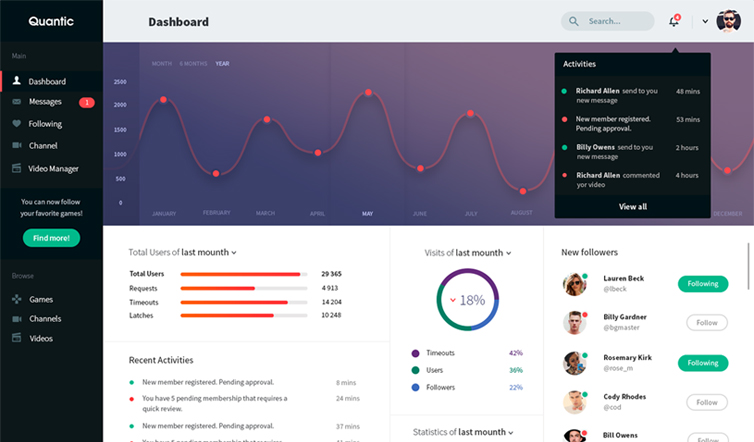 Quantic
Dashboard
Search...
4
Main
Dashboard
Messages
1
Following
Channel
Video Manager
You can now follow
your favorite games!
Find more!
Browse
Games
Channels
Videos
MONTH
6 MONTHS
YEAR
2500
2000
1500
1000
500
0
JANUARY
FEBRUARY
MARCH
APRIL
MAY
JUNE
JULY
AUGUST
DECEMBER
Activities
Richard Allen send to you 48 mins
new message
New member registered. 53 mins
Pending approval.
Billy Owens send to you 2 hours
new message
Richard Allen commented 4 hours
yor video
View all
Total Users of last mounth
Total Users 29 365
Requests 4 913
Timeouts 14 204
Latches 10 248
Recent Activities
New member registered. Pending approval. 8 mins
You have 5 pending membership that requires a 24 mins
quick review.
New member registered. Pending approval. 37 mins
You have 5 pending membership that requires a
Visits of last mounth
18%
Timeouts 42%
Users 36%
Followers 22%
Statistics of last mounth
New followers
Lauren Beck
@lbeck
Following
Billy Gardner
@bgmaster
Follow
Rosemary Kirk
@rose_m
Following
Cody Rhodes
@cod
Follow
Bill Owens
Follow